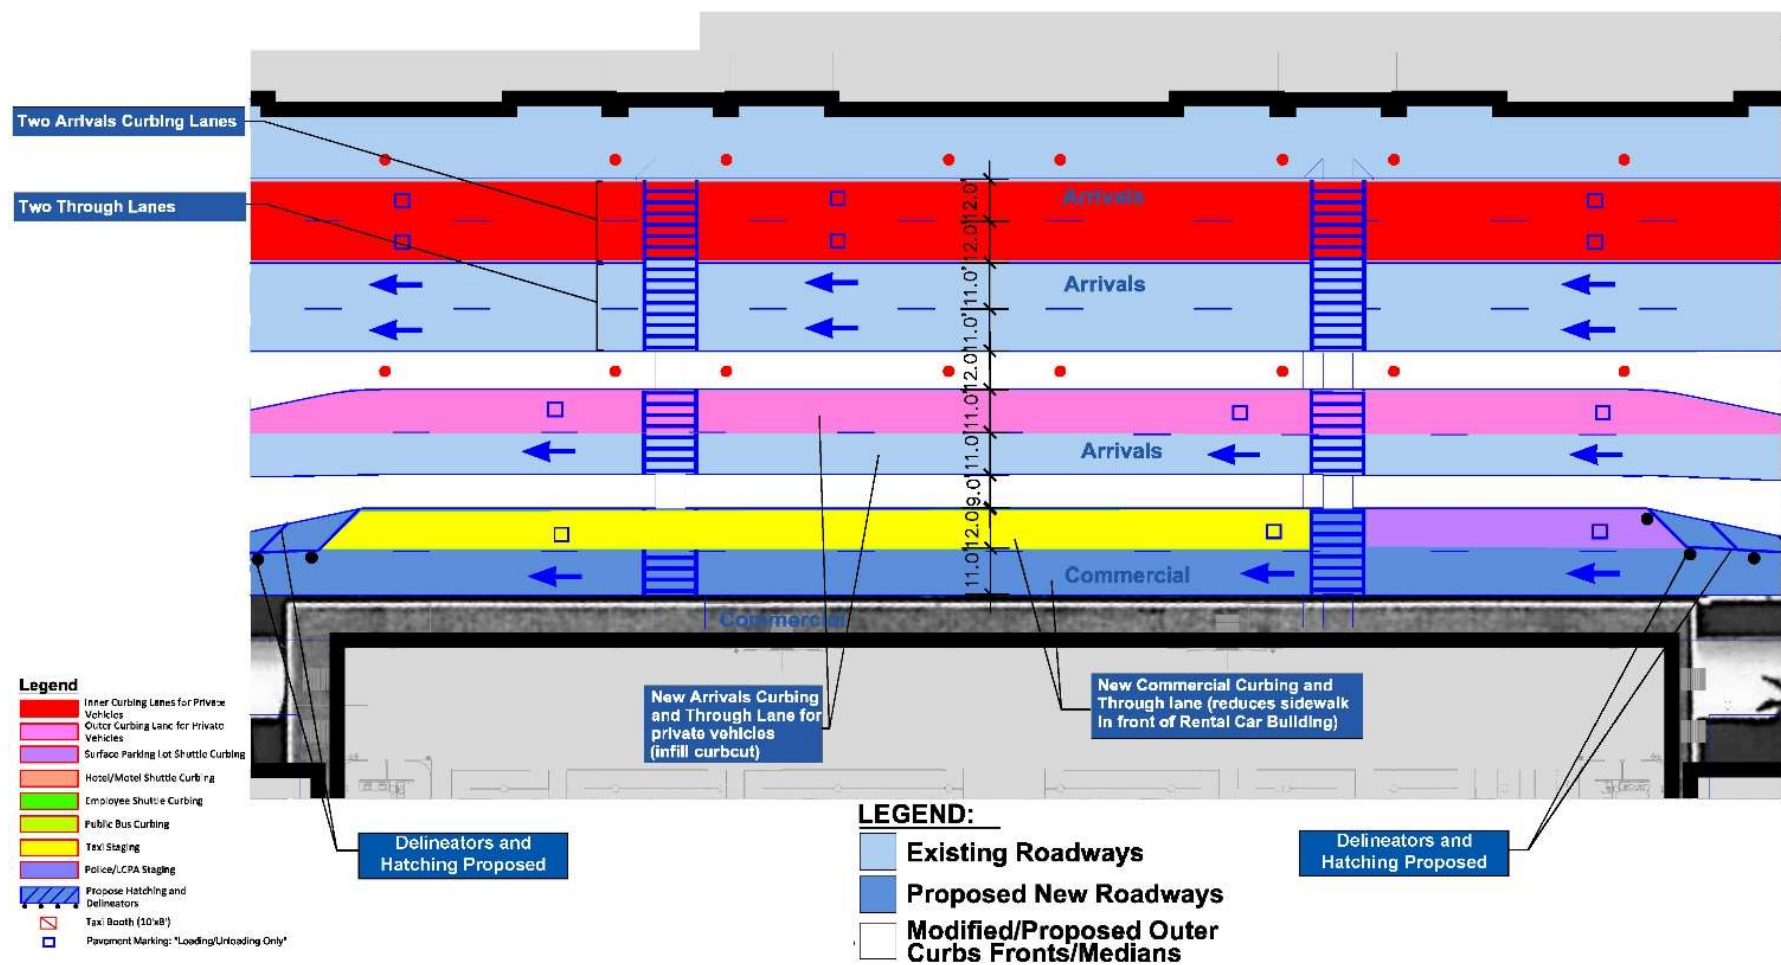 Two Arrivals Curbing Lanes
Two Through Lanes
Arrivals
Arrivals
Arrivals
Commercial
Commercial
12.0'
12.0'
11.0'
11.0'
12.0'
11.0'
11.0'
9.0'
12.0'
11.0'
New Arrivals Curbing
and Through Lane for
private vehicles
(infill curbcut)
New Commercial Curbing and
Through lane (reduces sidewalk
in front of Rental Car Building)
Delineators and
Hatching Proposed
Delineators and
Hatching Proposed
Legend
Inner Curbing Lanes for Private
Vehicles
Outer Curbing Lane for Private
Vehicles
Surface Parking Lot Shuttle Curbing
Hotel/Motel Shuttle Curbing
Employee Shuttle Curbing
Public Bus Curbing
Taxi Staging
Police/LCPA Staging
Propose Hatching and
Delineators
Taxi Booth (10'x8')
Pavement Marking: "Loading/Unloading Only"
LEGEND:
Existing Roadways
Proposed New Roadways
Modified/Proposed Outer
Curbs Fronts/Medians